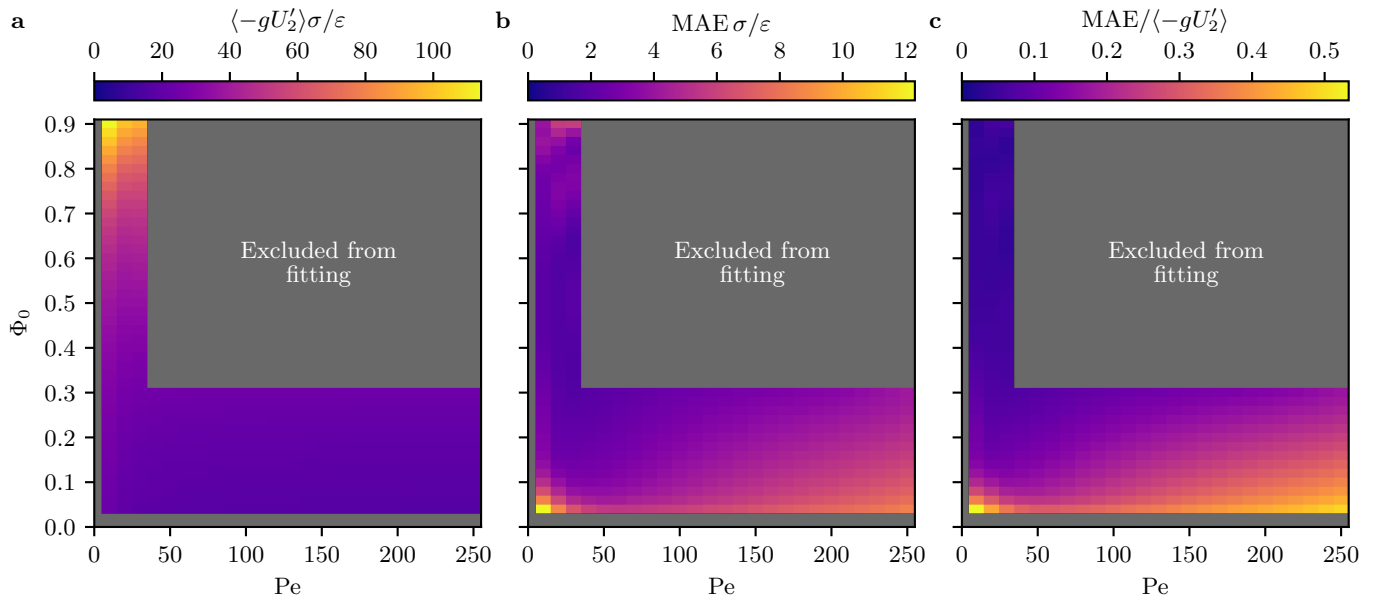 a
⟨−gU′₂⟩σ/ε
0 20 40 60 80 100
b
MAE σ/ε
0 2 4 6 8 10 12
c
MAE/⟨−gU′₂⟩
0 0.1 0.2 0.3 0.4 0.5
Φ₀
0.9
0.8
0.7
0.6
0.5
0.4
0.3
0.2
0.1
0.0
Excluded from
fitting
0 50 100 150 200 250
Pe
Excluded from
fitting
0 50 100 150 200 250
Pe
Excluded from
fitting
0 50 100 150 200 250
Pe